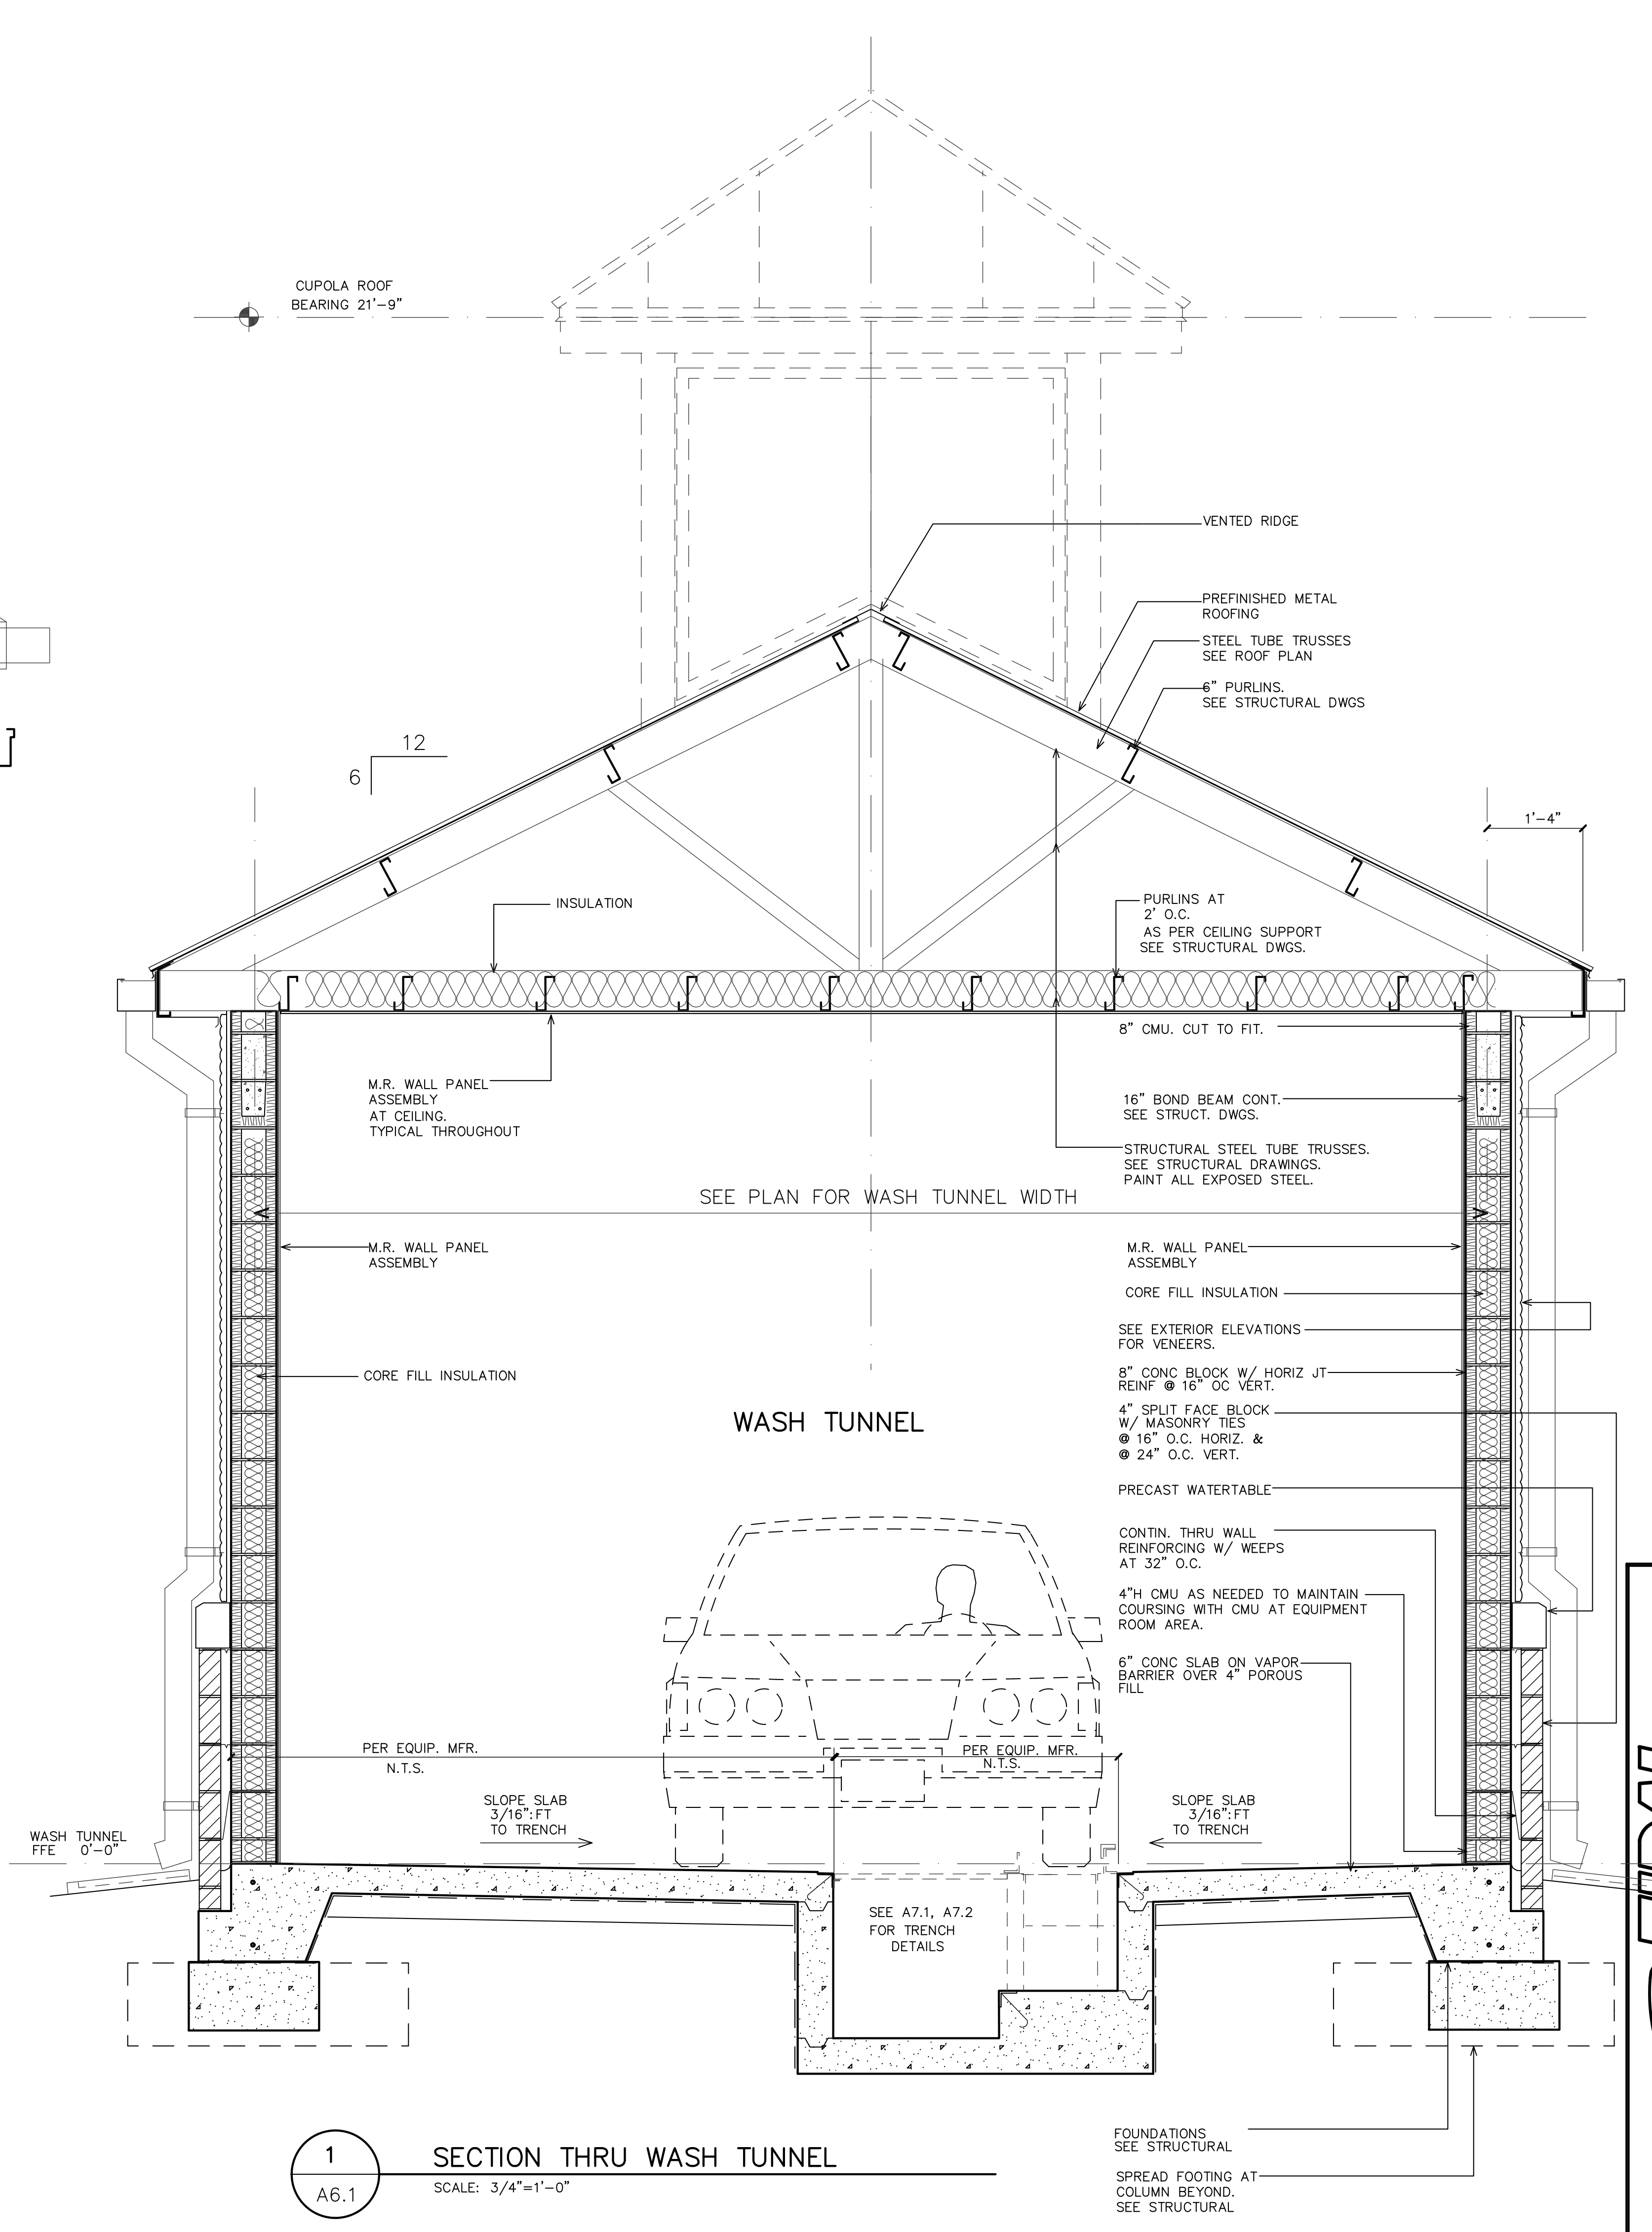 CUPOLA ROOF
BEARING 21'-9"
VENTED RIDGE
PREFINISHED METAL
ROOFING
STEEL TUBE TRUSSES
SEE ROOF PLAN
6" PURLINS.
SEE STRUCTURAL DWGS
12
6
1'-4"
INSULATION
PURLINS AT
2' O.C.
AS PER CEILING SUPPORT
SEE STRUCTURAL DWGS.
8" CMU. CUT TO FIT.
M.R. WALL PANEL
ASSEMBLY
AT CEILING.
TYPICAL THROUGHOUT
16" BOND BEAM CONT.
SEE STRUCT. DWGS.
STRUCTURAL STEEL TUBE TRUSSES.
SEE STRUCTURAL DRAWINGS.
PAINT ALL EXPOSED STEEL.
SEE PLAN FOR WASH TUNNEL WIDTH
M.R. WALL PANEL
ASSEMBLY
M.R. WALL PANEL
ASSEMBLY
CORE FILL INSULATION
SEE EXTERIOR ELEVATIONS
FOR VENEERS.
CORE FILL INSULATION
8" CONC BLOCK W/ HORIZ JT
REINF @ 16" OC VERT.
WASH TUNNEL
4" SPLIT FACE BLOCK
W/ MASONRY TIES
@ 16" O.C. HORIZ. &
@ 24" O.C. VERT.
PRECAST WATERTABLE
CONTIN. THRU WALL
REINFORCING W/ WEEPS
AT 32" O.C.
4"H CMU AS NEEDED TO MAINTAIN
COURSING WITH CMU AT EQUIPMENT
ROOM AREA.
6" CONC SLAB ON VAPOR
BARRIER OVER 4" POROUS
FILL
PER EQUIP. MFR.
N.T.S.
PER EQUIP. MFR.
N.T.S.
SLOPE SLAB
3/16":FT
TO TRENCH
SLOPE SLAB
3/16":FT
TO TRENCH
WASH TUNNEL
FFE 0'-0"
SEE A7.1, A7.2
FOR TRENCH
DETAILS
FOUNDATIONS
SEE STRUCTURAL
SPREAD FOOTING AT
COLUMN BEYOND.
SEE STRUCTURAL
1
A6.1
SECTION THRU WASH TUNNEL
SCALE: 3/4"=1'-0"